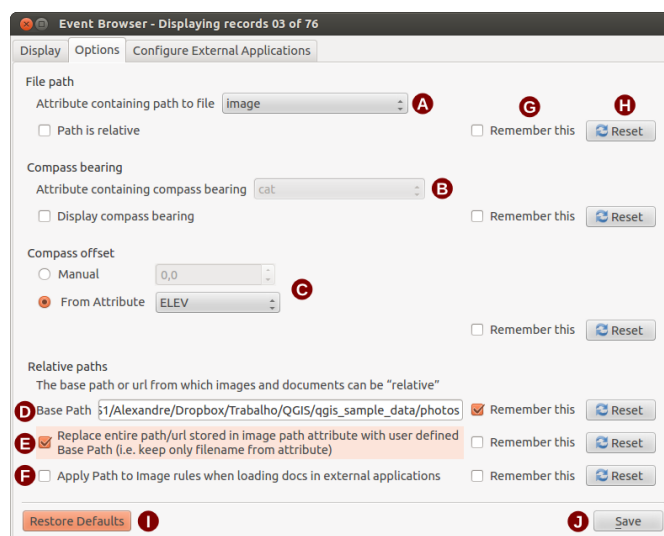 Event Browser - Displaying records 03 of 76
Display Options Configure External Applications
File path
Attribute containing path to file image A G H
Path is relative Remember this Reset
Compass bearing
Attribute containing compass bearing cat B
Display compass bearing Remember this Reset
Compass offset
Manual 0,0
C
From Attribute ELEV
Remember this Reset
Relative paths
The base path or url from which images and documents can be “relative”
D Base Path 51/Alexandre/Dropbox/Trabalho/QGIS/qgis_sample_data/photos Remember this Reset
E Replace entire path/url stored in image path attribute with user defined
Base Path (i.e. keep only filename from attribute) Remember this Reset
F Apply Path to Image rules when loading docs in external applications Remember this Reset
Restore Defaults I J Save